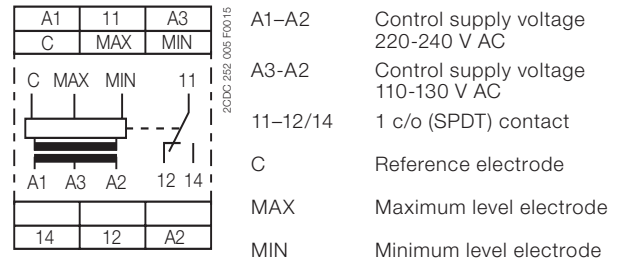 A1 11 A3
C MAX MIN
C MAX MIN 11
A1 A3 A2 12 14
14 12 A2
2CDC 252 005 F0015
A1–A2 Control supply voltage
220-240 V AC
A3-A2 Control supply voltage
110-130 V AC
11–12/14 1 c/o (SPDT) contact
C Reference electrode
MAX Maximum level electrode
MIN Minimum level electrode